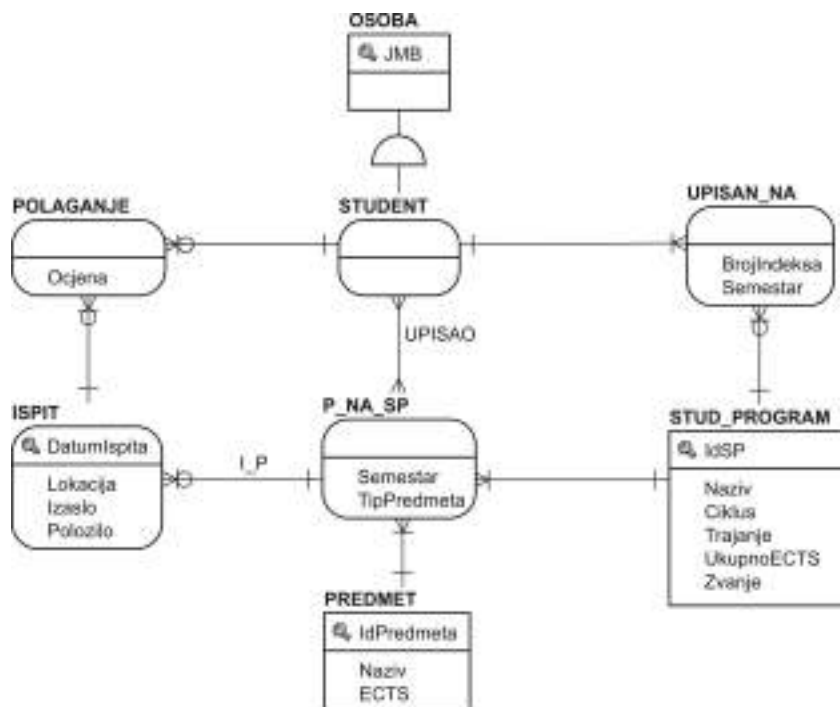 OSOBA
JMB
POLAGANJE
Ocjena
STUDENT
UPISAN_NA
BrojIndeksa
Semestar
UPISAO
ISPIT
DatumIspita
Lokacija
Izaslo
Polozilo
I_P
P_NA_SP
Semestar
TipPredmeta
STUD_PROGRAM
IdSP
Naziv
Ciklus
Trajanje
UkupnoECTS
Zvanje
PREDMET
IdPredmeta
Naziv
ECTS